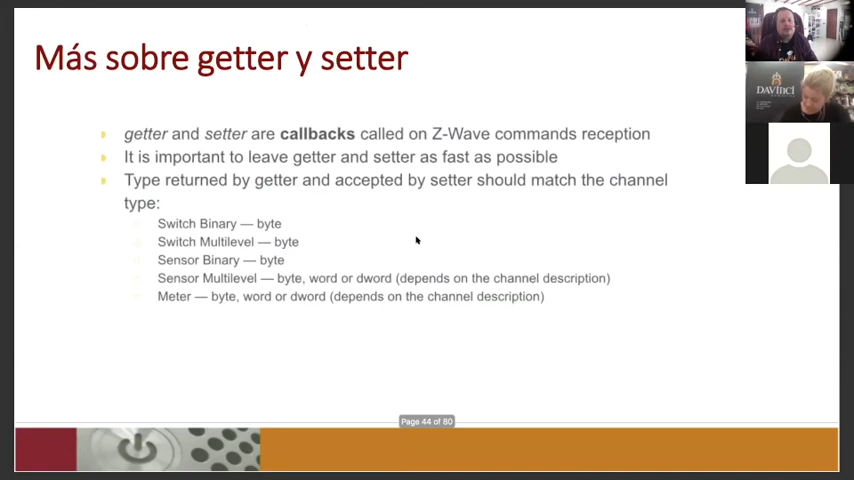 Más sobre getter y setter
getter and setter are callbacks called on Z-Wave commands reception
It is important to leave getter and setter as fast as possible
Type returned by getter and accepted by setter should match the channel
type:
Switch Binary — byte
Switch Multilevel — byte
Sensor Binary — byte
Sensor Multilevel — byte, word or dword (depends on the channel description)
Meter — byte, word or dword (depends on the channel description)
Page 44 of 80
DAVINCI